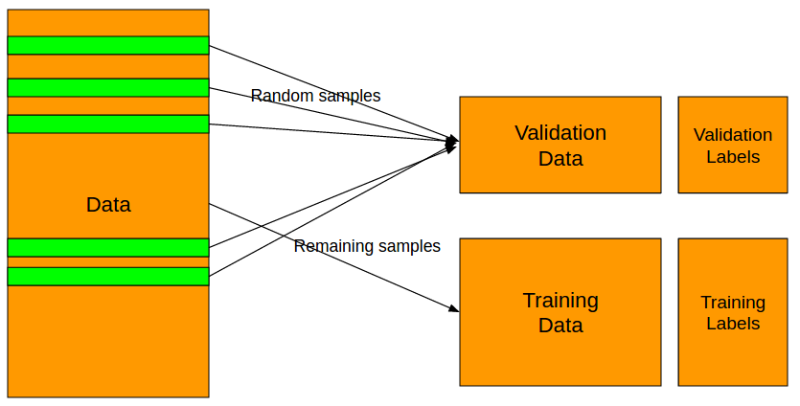 Random samples
Validation
Data
Validation
Labels
Data
Remaining samples
Training
Data
Training
Labels